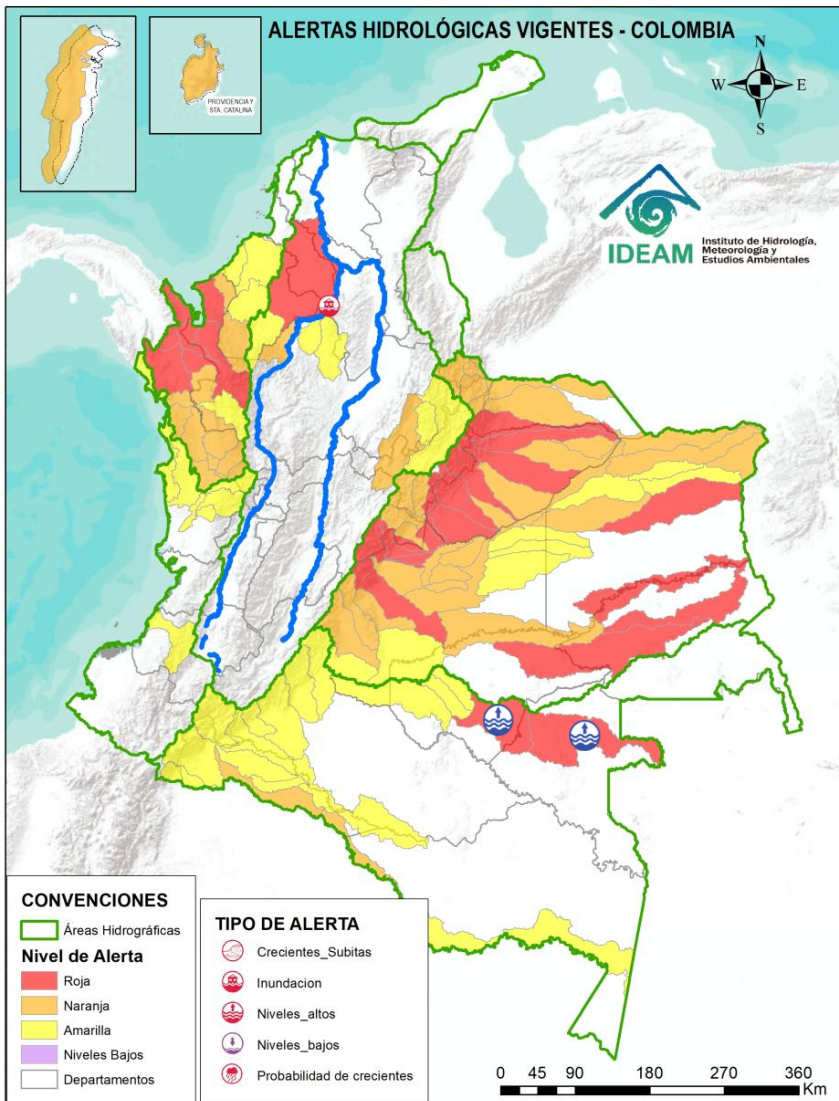 ALERTAS HIDROLÓGICAS VIGENTES - COLOMBIA
PROVIDENCIA Y
STA. CATALINA
N
W
E
S
IDEAM
Instituto de Hidrología,
Meteorología y
Estudios Ambientales
CONVENCIONES
Áreas Hidrográficas
Nivel de Alerta
Roja
Naranja
Amarilla
Niveles Bajos
Departamentos
TIPO DE ALERTA
Crecientes_Subitas
Inundacion
Niveles_altos
Niveles_bajos
Probabilidad de crecientes
0 45 90 180 270 360
Km